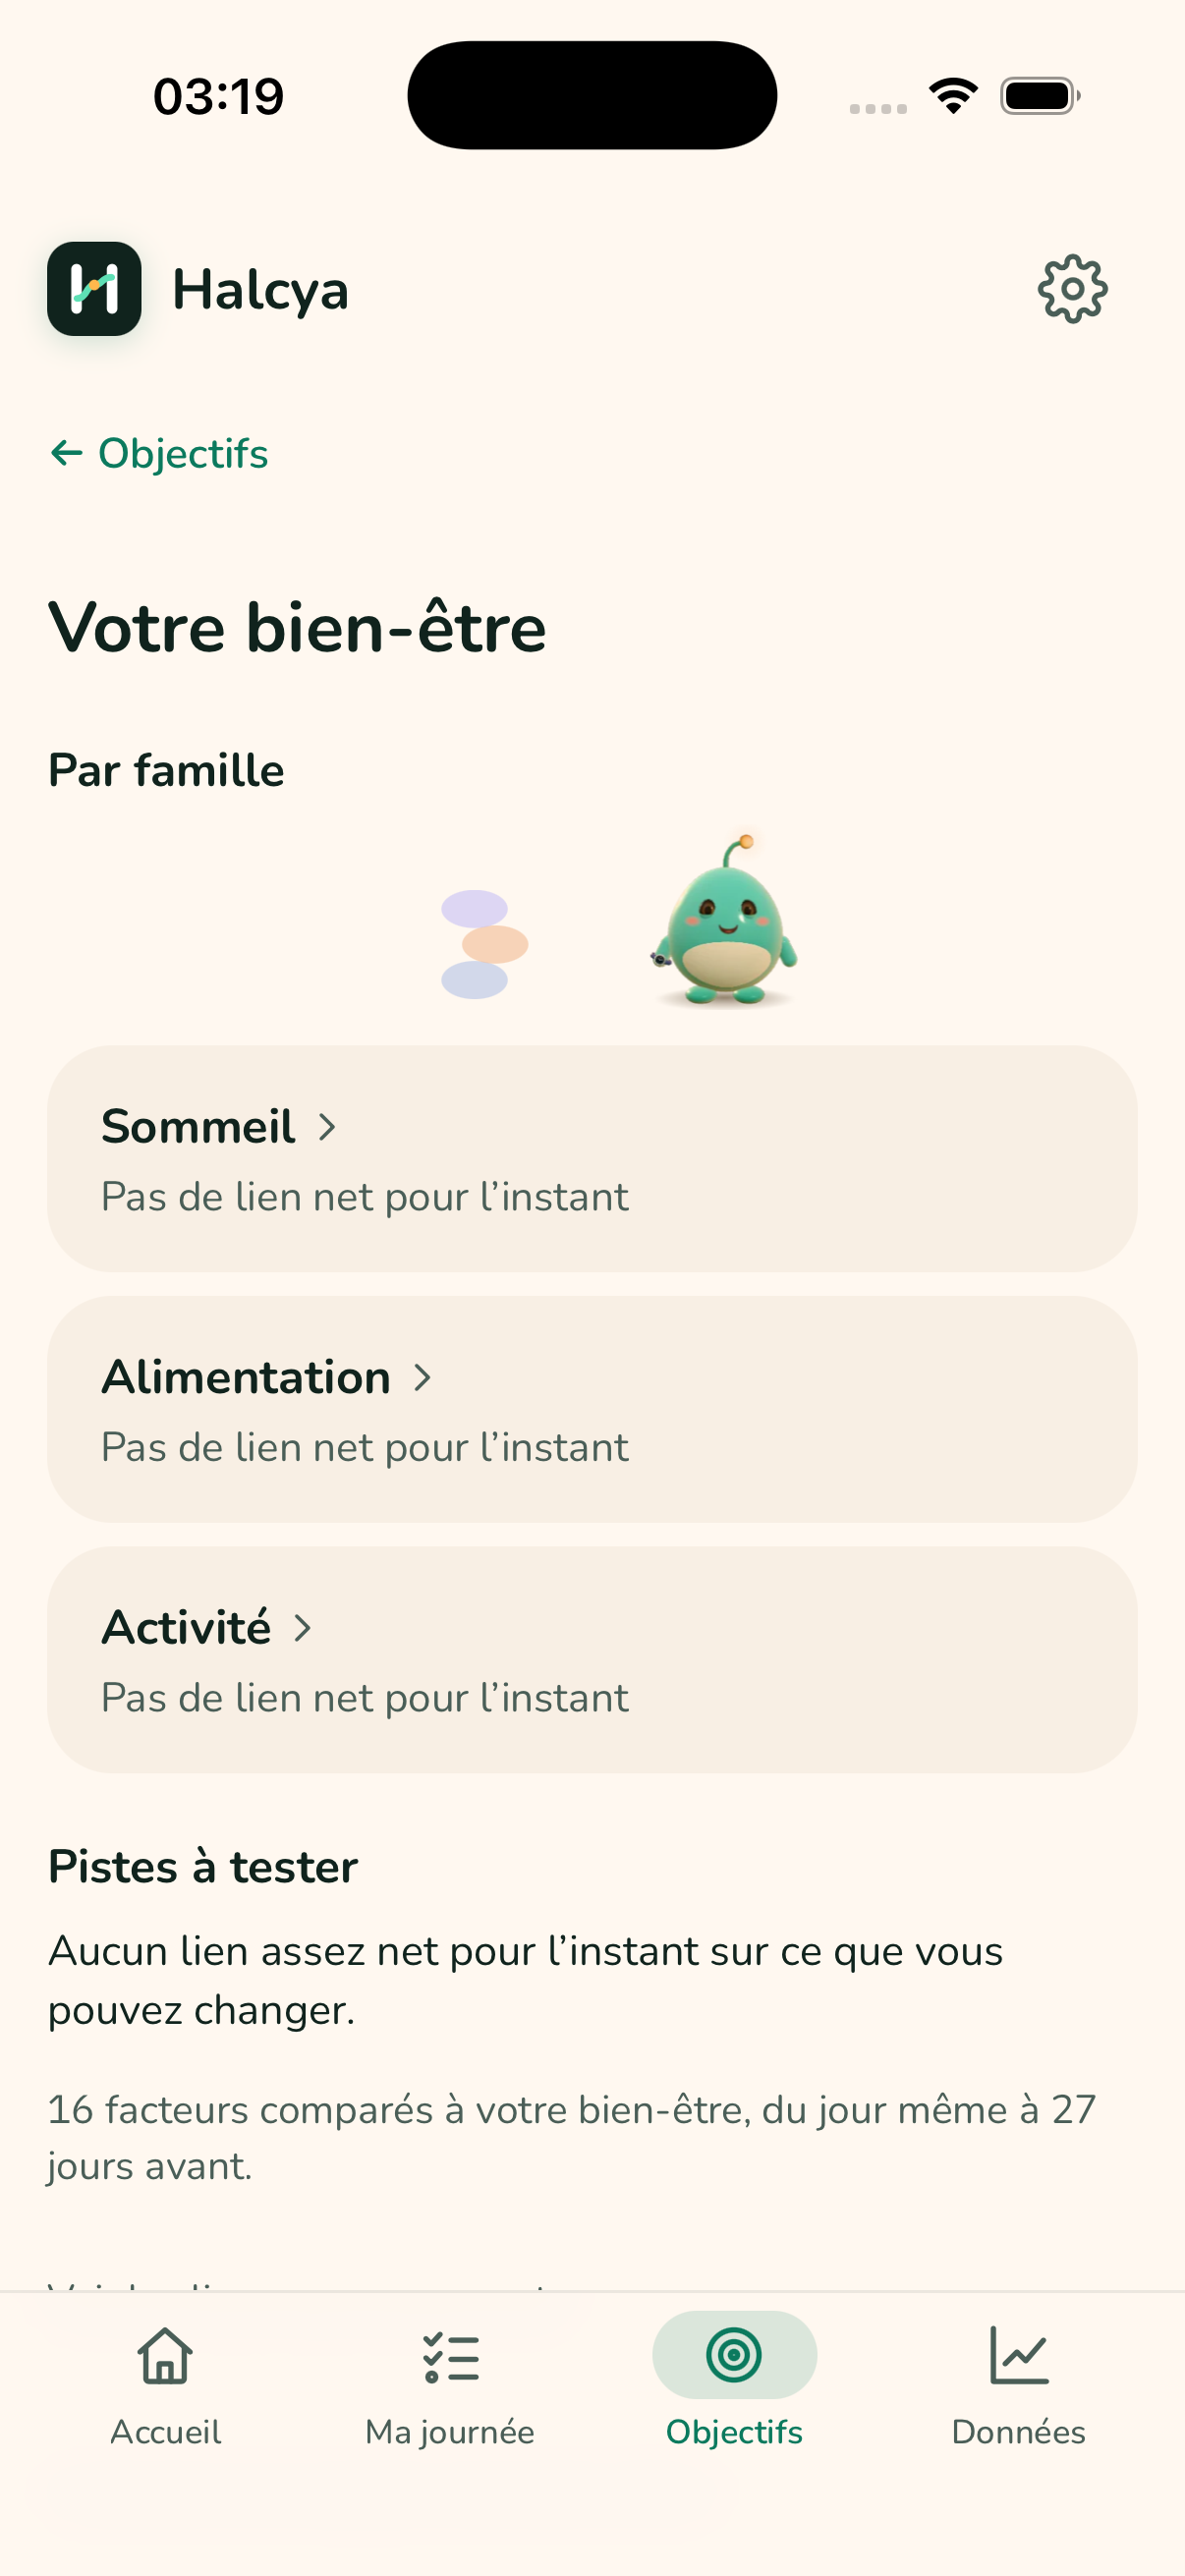 03:19
Halcya
← Objectifs
Votre bien-être
Par famille
Sommeil >
Pas de lien net pour l’instant
Alimentation >
Pas de lien net pour l’instant
Activité >
Pas de lien net pour l’instant
Pistes à tester
Aucun lien assez net pour l’instant sur ce que vous
pouvez changer.
16 facteurs comparés à votre bien-être, du jour même à 27
jours avant.
Accueil
Ma journée
Objectifs
Données